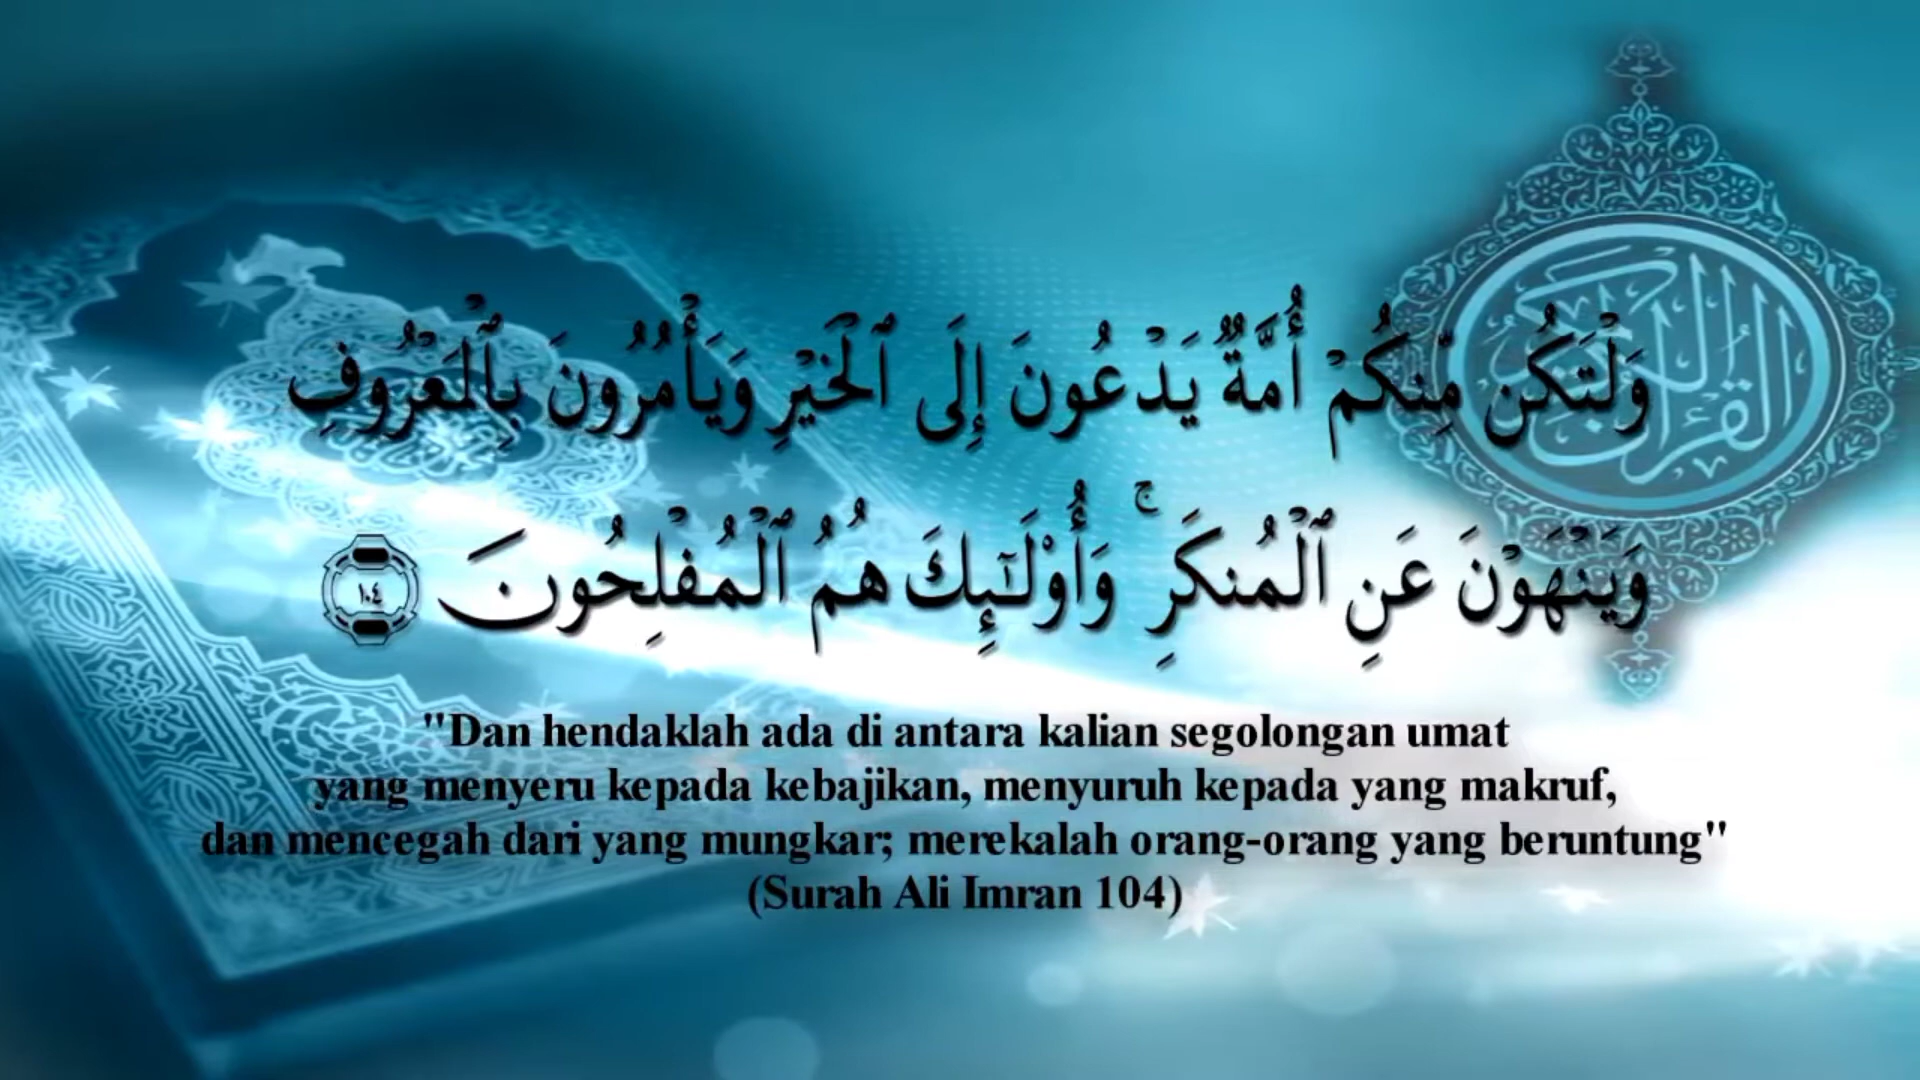 القرآن الكريم
وَلْتَكُن مِّنكُمْ أُمَّةٌ يَدْعُونَ إِلَى ٱلْخَيْرِ وَيَأْمُرُونَ بِٱلْمَعْرُوفِ
وَيَنْهَوْنَ عَنِ ٱلْمُنكَرِ ۚ وَأُو۟لَـٰٓئِكَ هُمُ ٱلْمُفْلِحُونَ ١٠٤
"Dan hendaklah ada di antara kalian segolongan umat
yang menyeru kepada kebajikan, menyuruh kepada yang makruf,
dan mencegah dari yang mungkar; merekalah orang-orang yang beruntung"
(Surah Ali Imran 104)